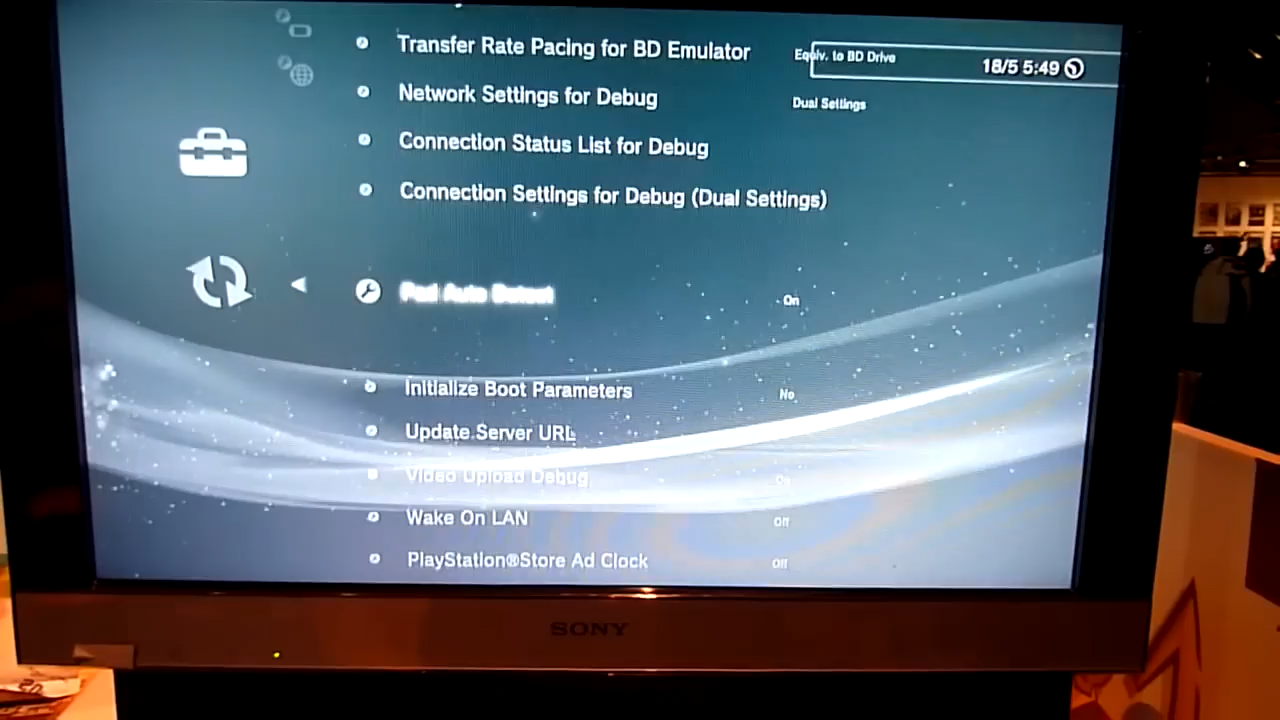 Transfer Rate Pacing for BD Emulator Equiv. to BD Drive
18/5 5:49
Network Settings for Debug Dual Settings
Connection Status List for Debug
Connection Settings for Debug (Dual Settings)
Pad Auto Detect On
Initialize Boot Parameters No
Update Server URL
Video Upload Debug On
Wake On LAN Off
PlayStation®Store Ad Clock Off
SONY